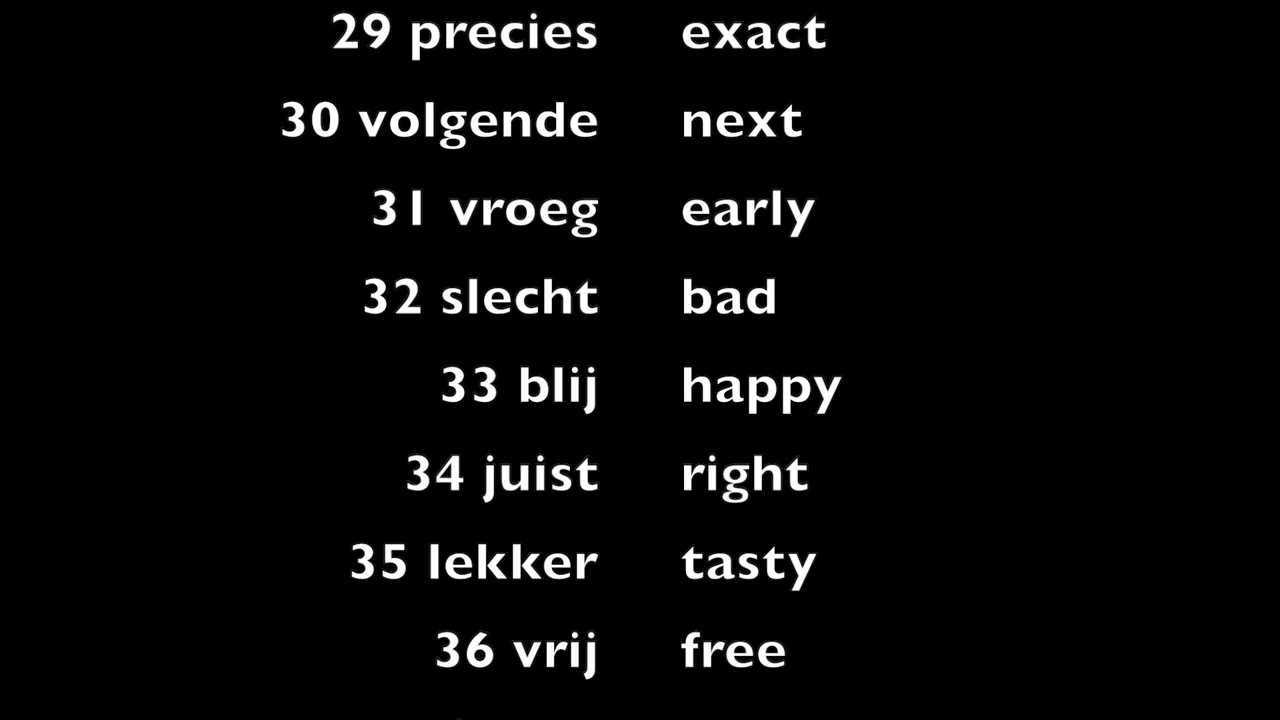 29 precies exact
30 volgende next
31 vroeg early
32 slecht bad
33 blij happy
34 juist right
35 lekker tasty
36 vrij free